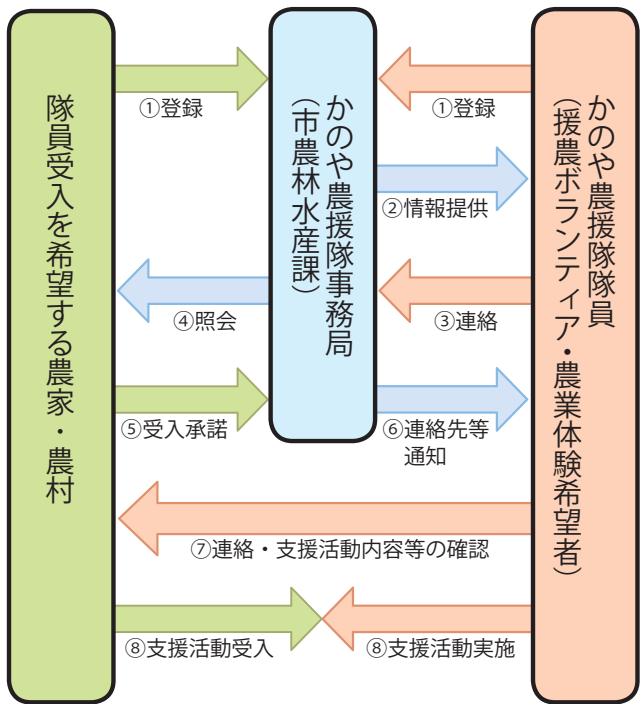 隊員受入を希望する農家・農村
かのや農援隊事務局
（市農林水産課）
かのや農援隊隊員
（援農ボランティア・農業体験希望者）
①登録
①登録
②情報提供
③連絡
④照会
⑤受入承諾
⑥連絡先等
通知
⑦連絡・支援活動内容等の確認
⑧支援活動受入
⑧支援活動実施